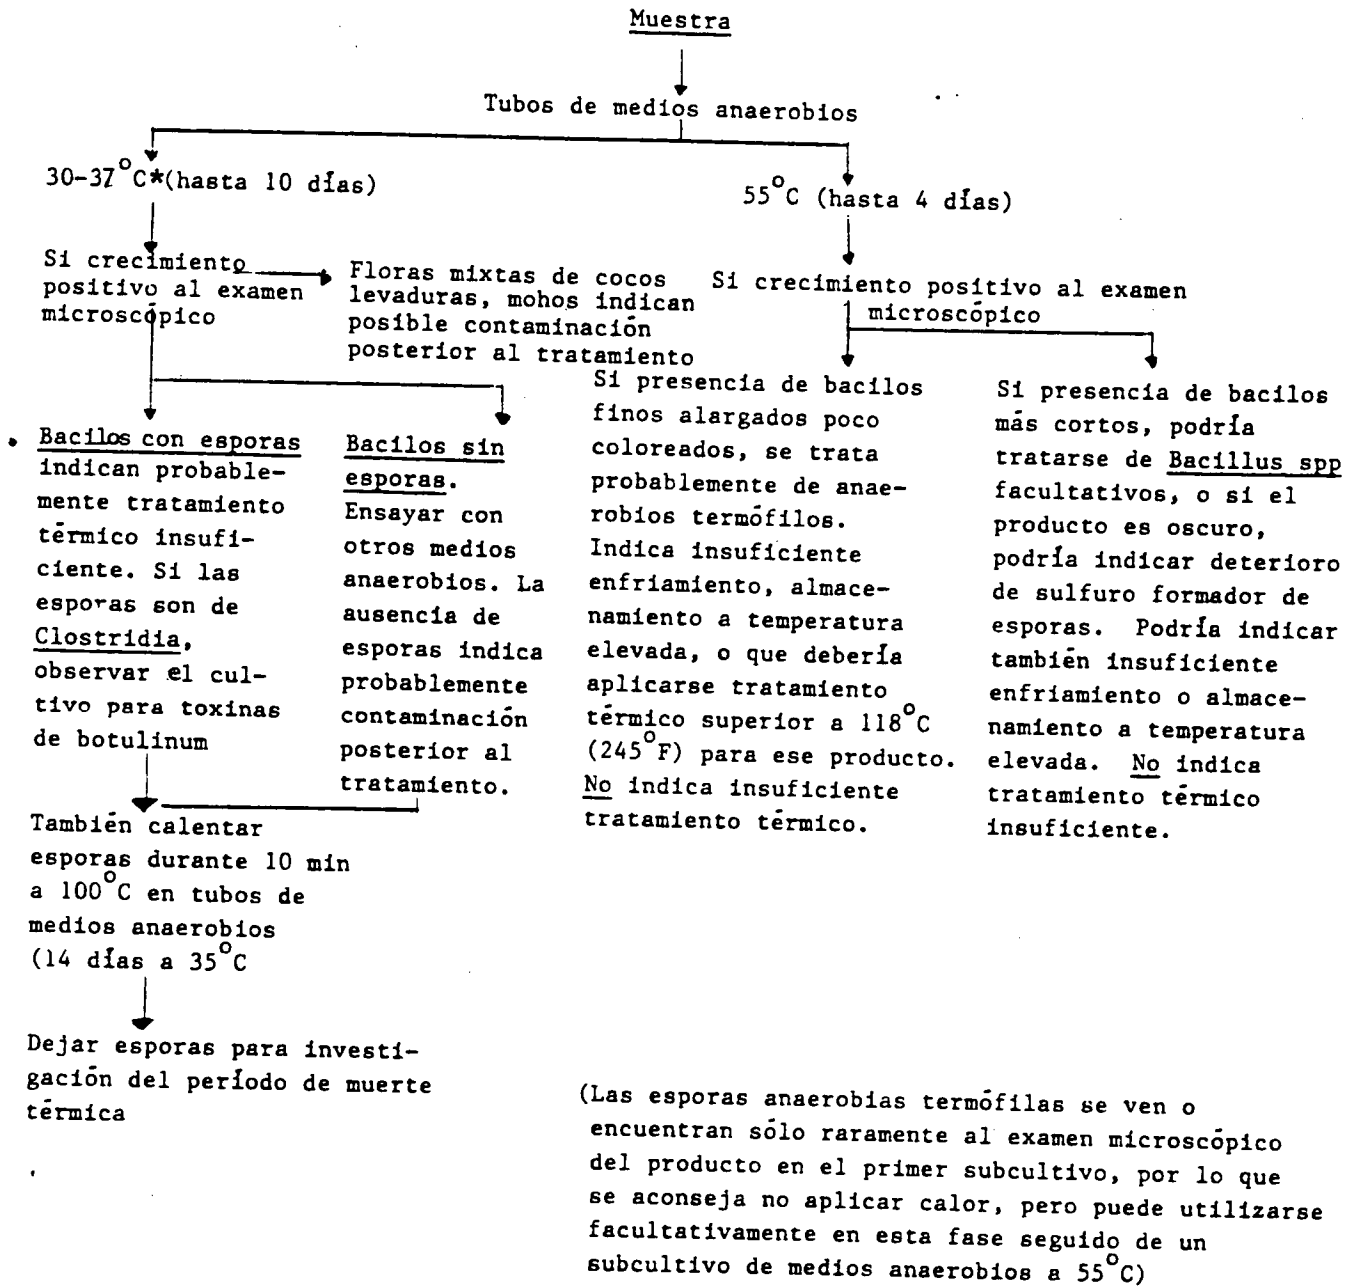 Muestra
Tubos de medios anaerobios
30-37°C*(hasta 10 días)
55°C (hasta 4 días)
Si crecimiento
positivo al examen
microscópico
Floras mixtas de cocos
levaduras, mohos indican
posible contaminación
posterior al tratamiento
Si crecimiento positivo al examen
microscópico
Bacilos con esporas
indican probable-
mente tratamiento
térmico insufi-
ciente. Si las
esporas son de
Clostridia,
observar el cul-
tivo para toxinas
de botulinum
Bacilos sin
esporas.
Ensayar con
otros medios
anaerobios. La
ausencia de
esporas indica
probablemente
contaminación
posterior al
tratamiento.
Si presencia de bacilos
finos alargados poco
coloreados, se trata
probablemente de anae-
robios termófilos.
Indica insuficiente
enfriamiento, almace-
namiento a temperatura
elevada, o que debería
aplicarse tratamiento
térmico superior a 118°C
(245°F) para ese producto.
No indica insuficiente
tratamiento térmico.
Si presencia de bacilos
más cortos, podría
tratarse de Bacillus spp
facultativos, o si el
producto es oscuro,
podría indicar deterioro
de sulfuro formador de
esporas. Podría indicar
también insuficiente
enfriamiento o almace-
namiento a temperatura
elevada. No indica
tratamiento térmico
insuficiente.
También calentar
esporas durante 10 min
a 100°C en tubos de
medios anaerobios
(14 días a 35°C
Dejar esporas para investi-
gación del período de muerte
térmica
(Las esporas anaerobias termófilas se ven o
encuentran sólo raramente al examen microscópico
del producto en el primer subcultivo, por lo que
se aconseja no aplicar calor, pero puede utilizarse
facultativamente en esta fase seguido de un
subcultivo de medios anaerobios a 55°C)